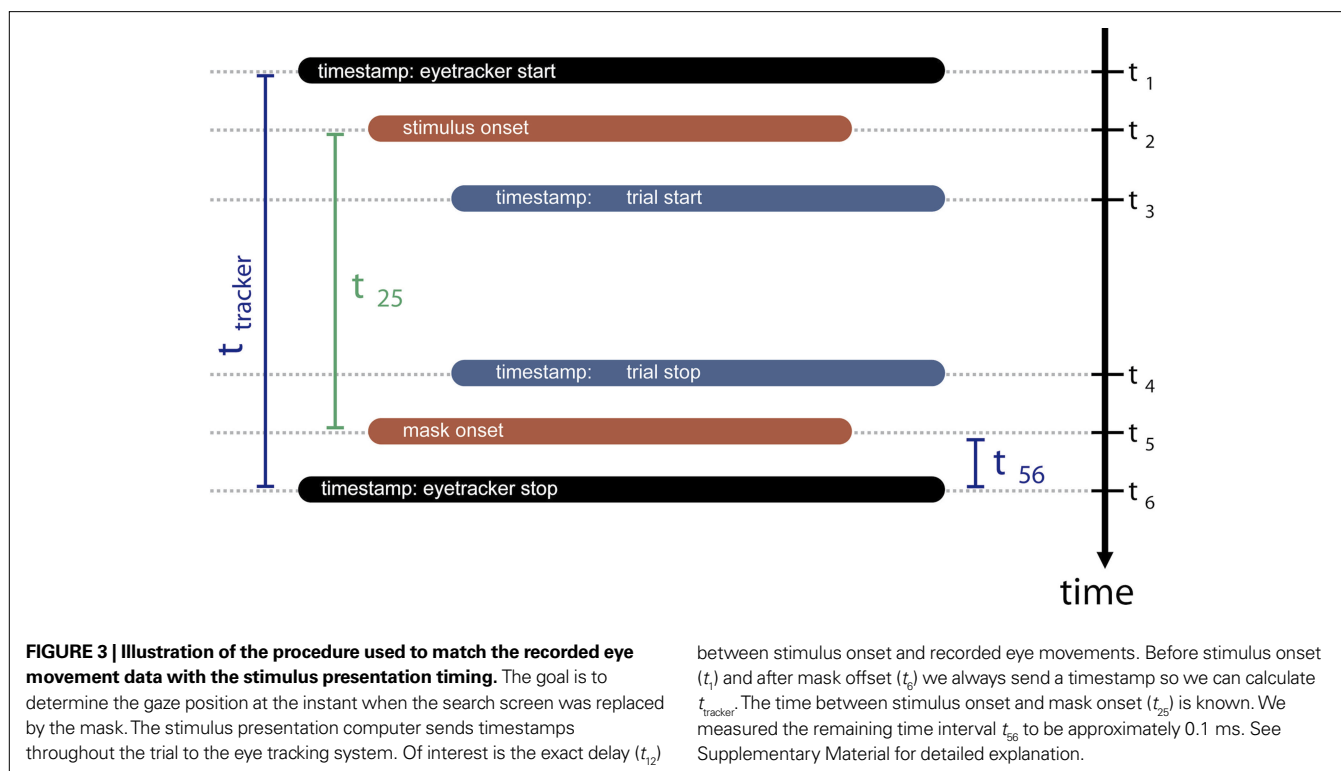 timestamp: eyetracker start
t 1
stimulus onset
t 2
timestamp: trial start
t 3
t tracker
t 25
timestamp: trial stop
t 4
mask onset
t 5
t 56
timestamp: eyetracker stop
t 6
time
FIGURE 3 | Illustration of the procedure used to match the recorded eye
movement data with the stimulus presentation timing. The goal is to
determine the gaze position at the instant when the search screen was replaced
by the mask. The stimulus presentation computer sends timestamps
throughout the trial to the eye tracking system. Of interest is the exact delay (t12)
between stimulus onset and recorded eye movements. Before stimulus onset
(t1) and after mask offset (t6) we always send a timestamp so we can calculate
ttracker. The time between stimulus onset and mask onset (t25) is known. We
measured the remaining time interval t56 to be approximately 0.1 ms. See
Supplementary Material for detailed explanation.